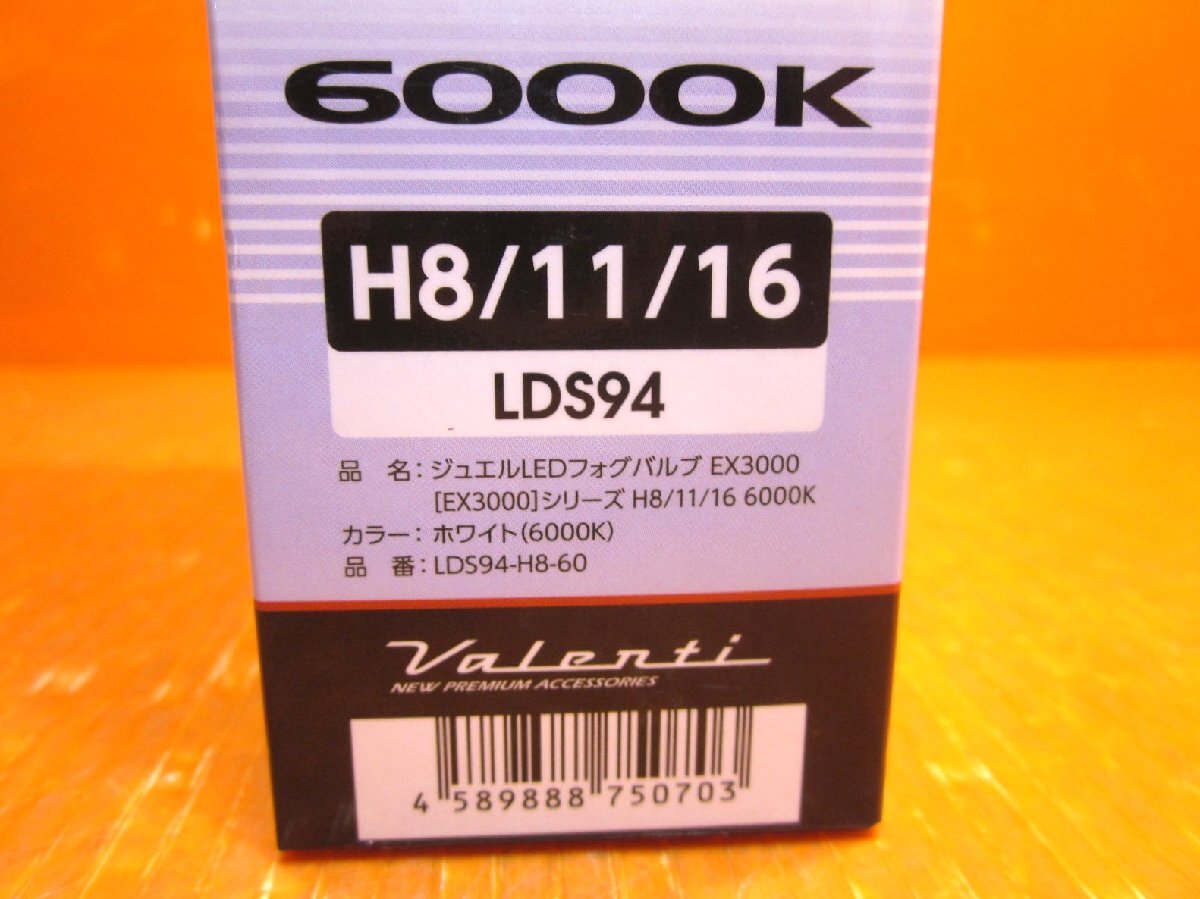 6000K
H8/11/16
LDS94
品 名：ジュエルLEDフォグバルブ EX3000
[EX3000]シリーズ H8/11/16 6000K
カラー：ホワイト(6000K)
品 番：LDS94-H8-60
Valenti
NEW PREMIUM ACCESSORIES
4 589888 750703